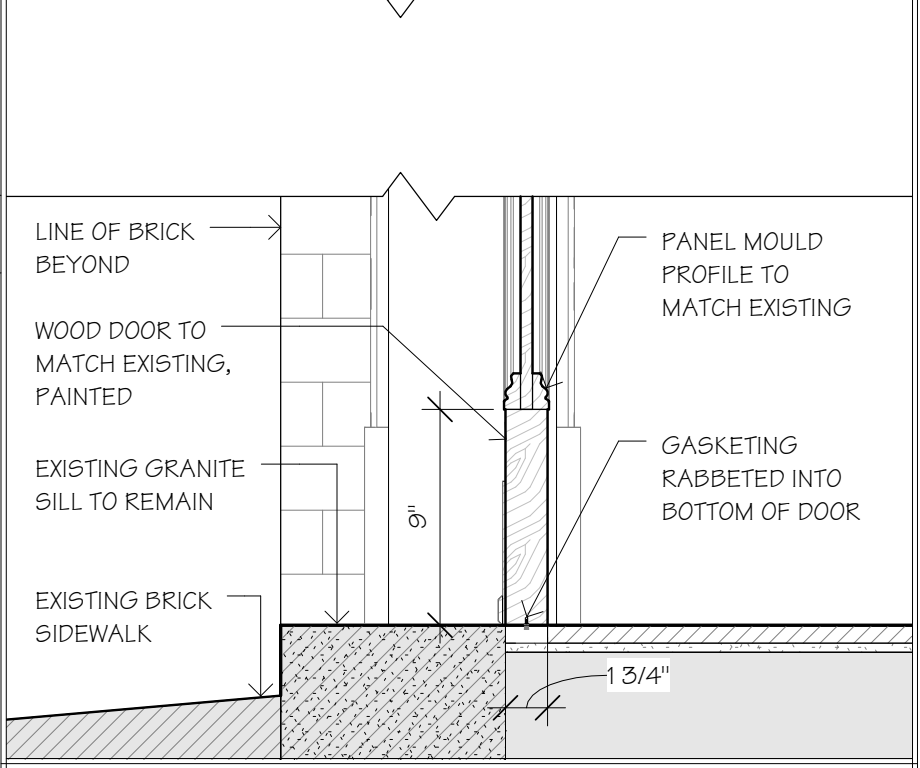 LINE OF BRICK
BEYOND
WOOD DOOR TO
MATCH EXISTING,
PAINTED
EXISTING GRANITE
SILL TO REMAIN
EXISTING BRICK
SIDEWALK
9"
PANEL MOULD
PROFILE TO
MATCH EXISTING
GASKETING
RABBETED INTO
BOTTOM OF DOOR
1 3/4"